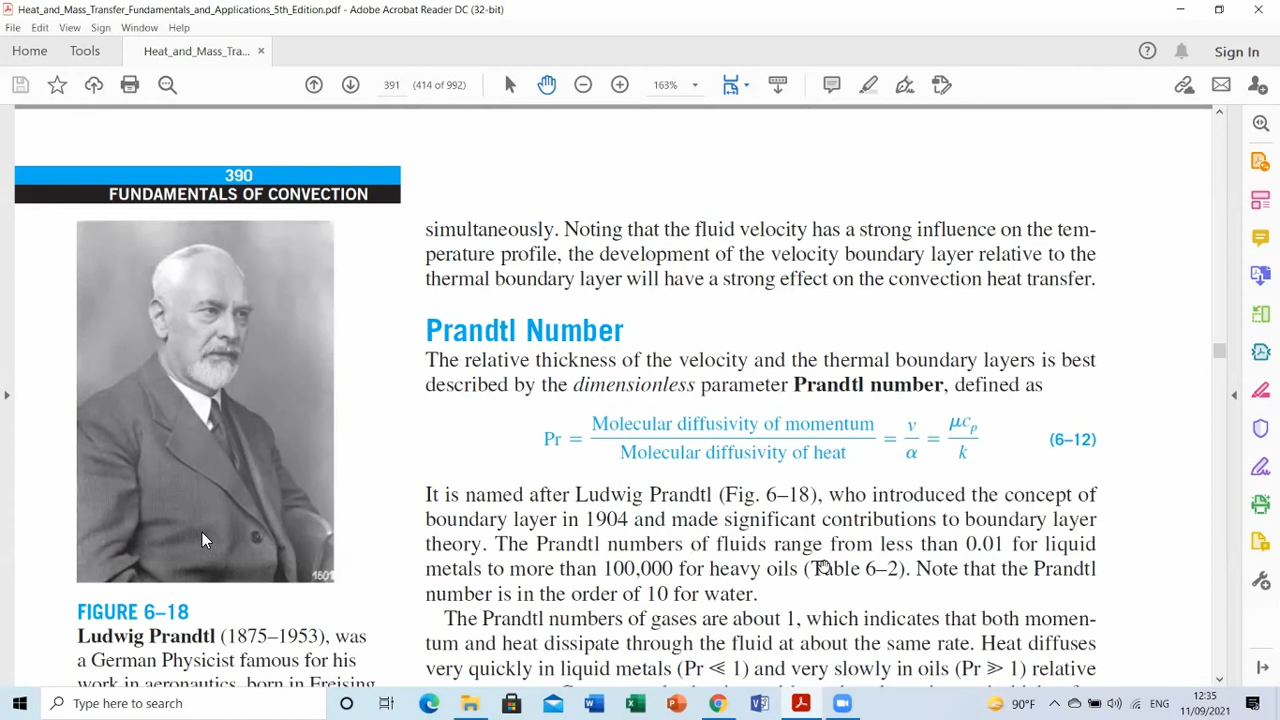 Heat_and_Mass_Transfer_Fundamentals_and_Applications_5th_Edition.pdf - Adobe Acrobat Reader DC (32-bit)
File Edit View Sign Window Help
Home Tools Heat_and_Mass_Tra... × Sign In
391 (414 of 992) 163%
390
FUNDAMENTALS OF CONVECTION
1601
FIGURE 6–18
Ludwig Prandtl (1875–1953), was
a German Physicist famous for his
work in aeronautics, born in Freising
simultaneously. Noting that the fluid velocity has a strong influence on the tem-
perature profile, the development of the velocity boundary layer relative to the
thermal boundary layer will have a strong effect on the convection heat transfer.
Prandtl Number
The relative thickness of the velocity and the thermal boundary layers is best
described by the dimensionless parameter Prandtl number, defined as
Pr = Molecular diffusivity of momentum / Molecular diffusivity of heat = ν / α = μcp / k (6–12)
It is named after Ludwig Prandtl (Fig. 6–18), who introduced the concept of
boundary layer in 1904 and made significant contributions to boundary layer
theory. The Prandtl numbers of fluids range from less than 0.01 for liquid
metals to more than 100,000 for heavy oils (Table 6–2). Note that the Prandtl
number is in the order of 10 for water.
The Prandtl numbers of gases are about 1, which indicates that both momen-
tum and heat dissipate through the fluid at about the same rate. Heat diffuses
very quickly in liquid metals (Pr ≪ 1) and very slowly in oils (Pr ≫ 1) relative
Type here to search
90°F ENG 12:35
11/09/2021